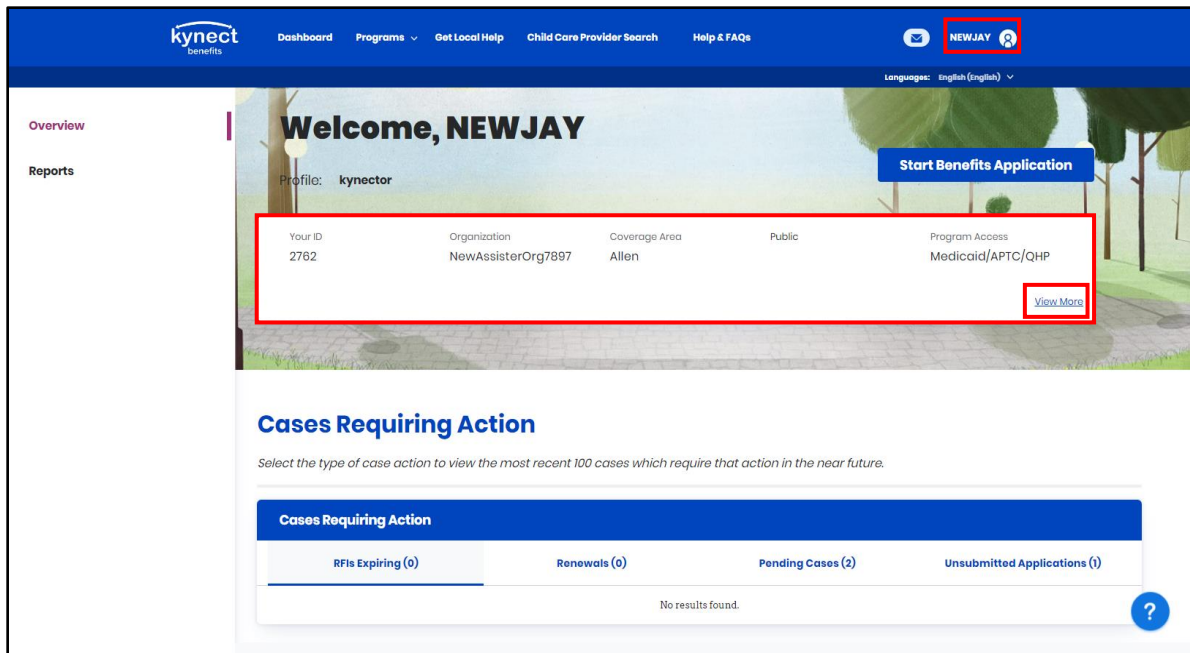 kynect
benefits
Dashboard Programs Get Local Help Child Care Provider Search Help & FAQs NEWJAY
Languages: English (English)
Overview
Reports
Welcome, NEWJAY
Start Benefits Application
Profile: kynector
Your ID Organization Coverage Area Public Program Access
2762 NewAssisterOrg7897 Allen Medicaid/APTC/QHP
View More
Cases Requiring Action
Select the type of case action to view the most recent 100 cases which require that action in the near future.
Cases Requiring Action
RFIs Expiring (0) Renewals (0) Pending Cases (2) Unsubmitted Applications (1)
No results found.
?